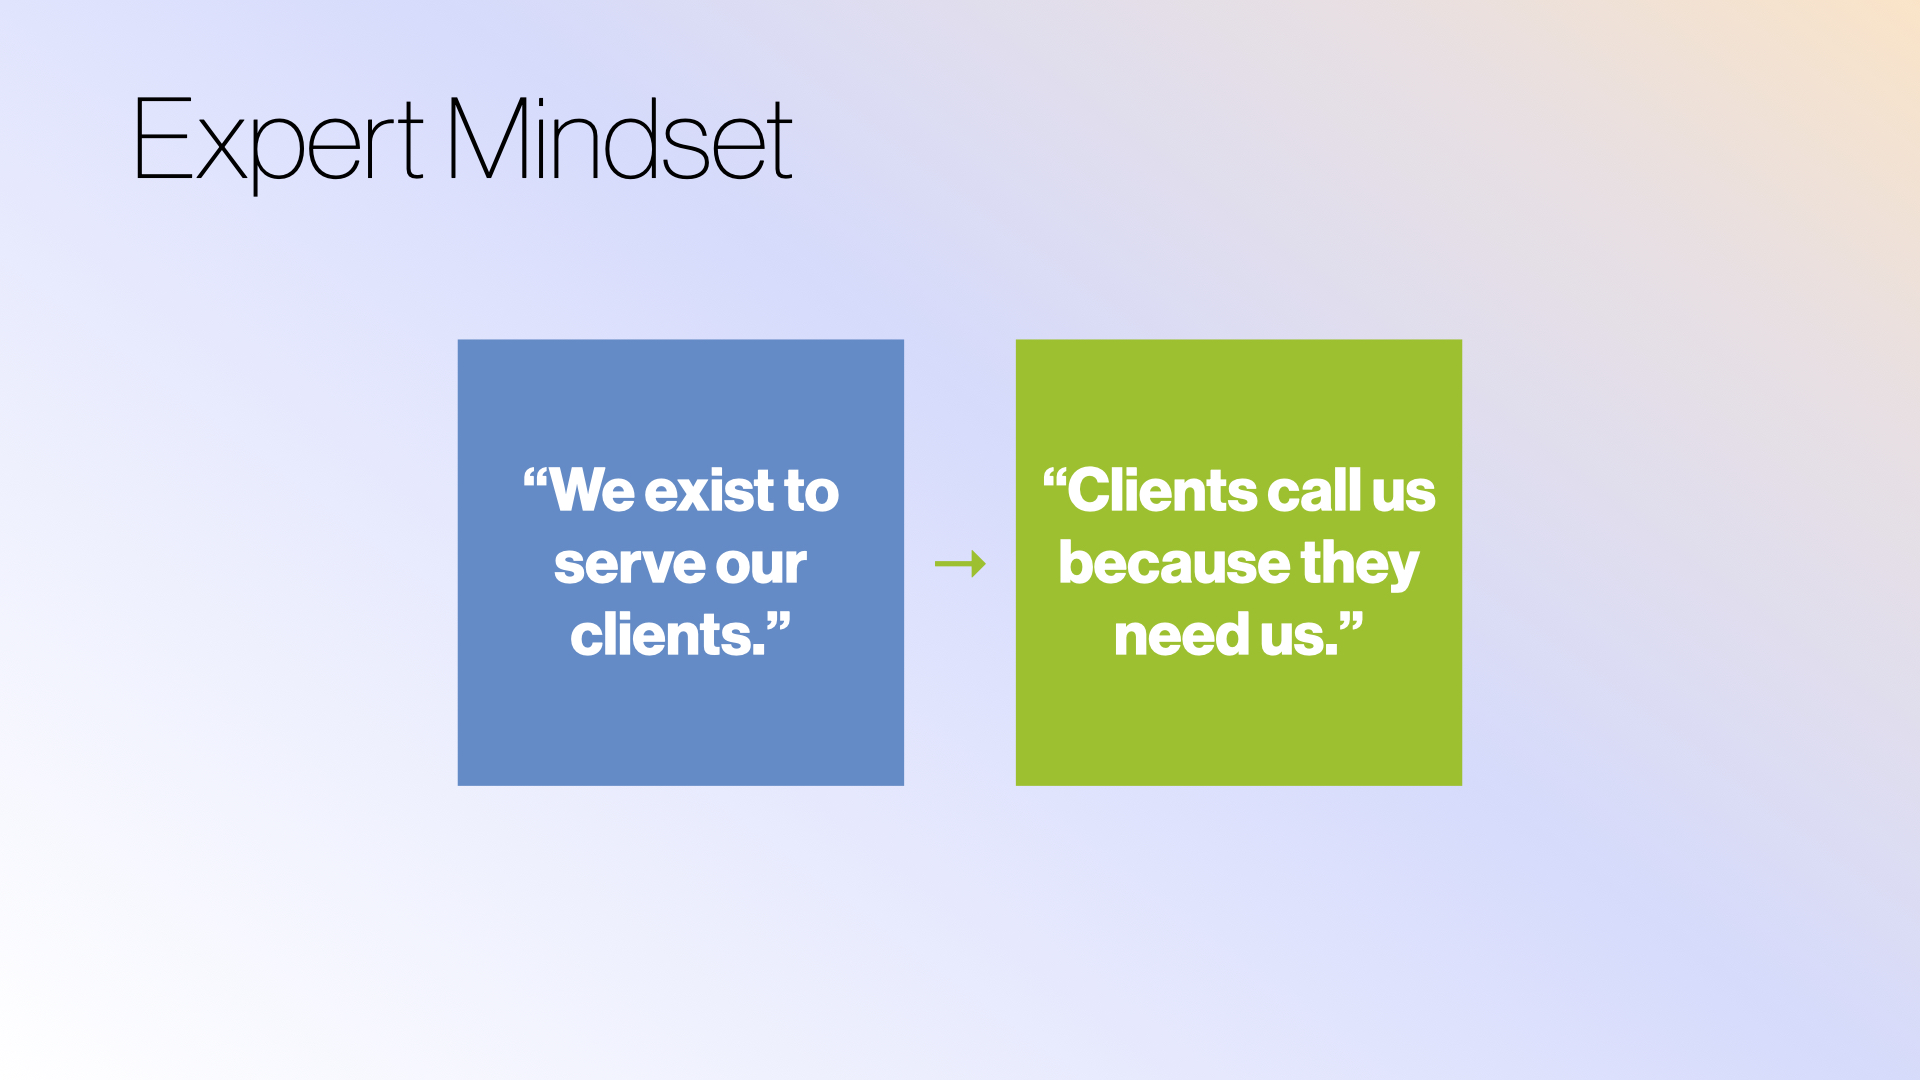 Expert Mindset
“We exist to
serve our
clients.”
“Clients call us
because they
need us.”